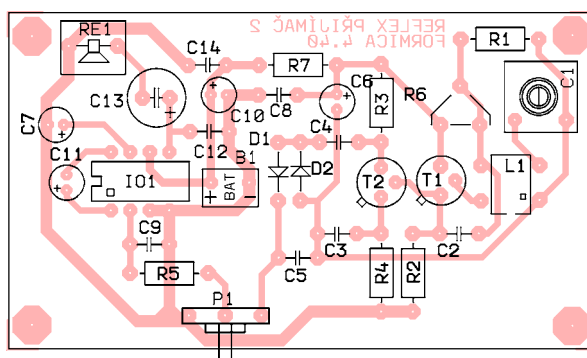 REFLEX PŘIJÍMAČ 2
FORMICA 4.40
RE1
C14
R7
R1
C1
C13
C10
C8
C6
R3
R6
C7
C4
C12
D1
C11
IO1
B1
BAT
+
-
D2
T2
T1
L1
C9
C3
C2
R5
C5
R4
R2
P1